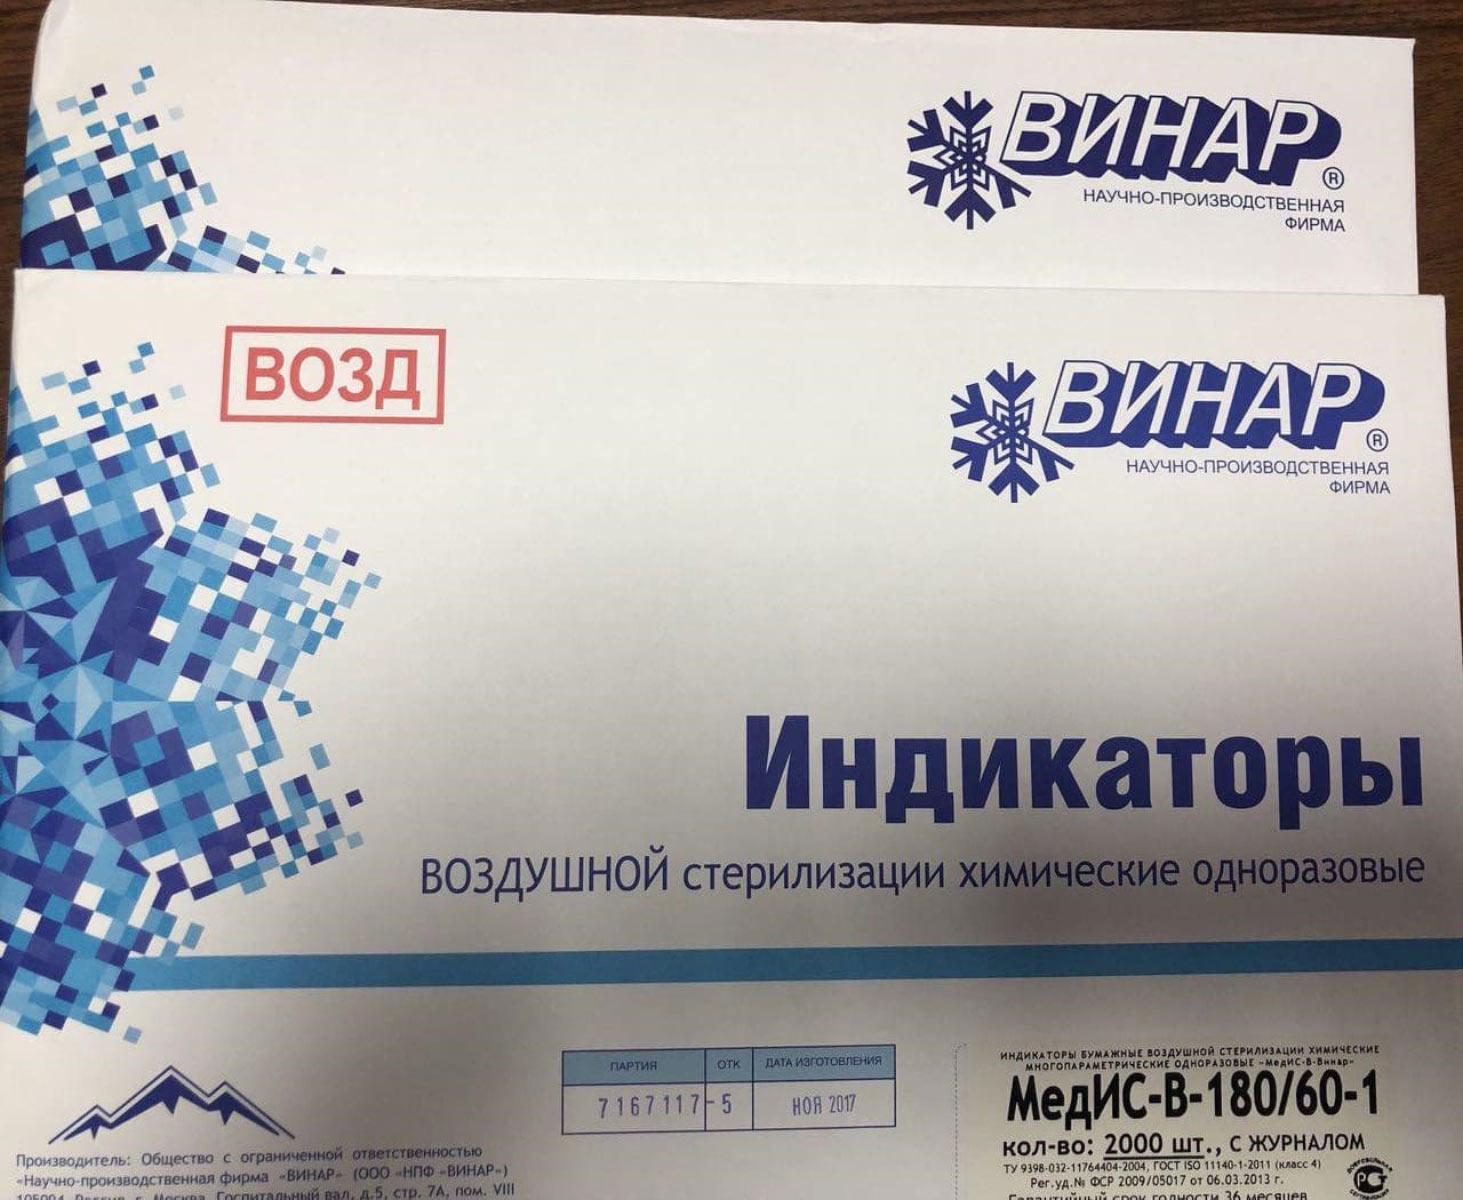 ВИНАР
®
НАУЧНО-ПРОИЗВОДСТВЕННАЯ
ФИРМА
ВОЗД
ВИНАР
®
НАУЧНО-ПРОИЗВОДСТВЕННАЯ
ФИРМА
Индикаторы
ВОЗДУШНОЙ стерилизации химические одноразовые
ПАРТИЯ ОТК ДАТА ИЗГОТОВЛЕНИЯ
7167117-5 НОЯ 2017
Производитель: Общество с ограниченной ответственностью
«Научно-производственная фирма «ВИНАР» (ООО «НПФ «ВИНАР»)
105094, Россия, г. Москва, Госпитальный вал, д.5, стр. 7А, пом. VIII
ИНДИКАТОРЫ БУМАЖНЫЕ ВОЗДУШНОЙ СТЕРИЛИЗАЦИИ ХИМИЧЕСКИЕ
МНОГОПАРАМЕТРИЧЕСКИЕ ОДНОРАЗОВЫЕ «МедИС-В-Винар»
МедИС-В-180/60-1
кол-во: 2000 шт., С ЖУРНАЛОМ
ТУ 9398-032-11764404-2004, ГОСТ ISO 11140-1-2011 (класс 4)
Рег.уд.№ ФСР 2009/05017 от 06.03.2013 г.
Гарантийный срок годности 36 месяцев